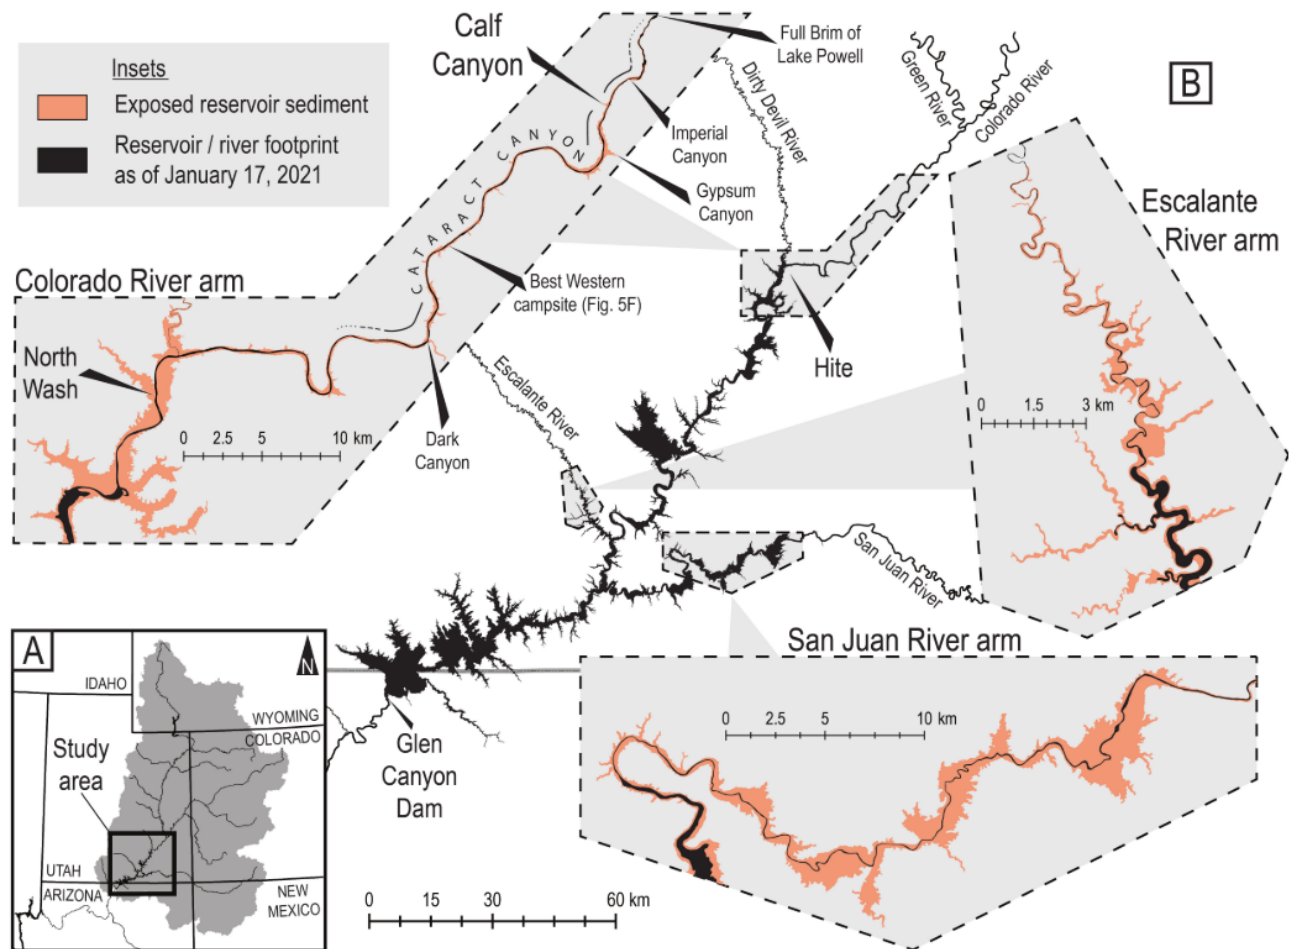 Insets
Exposed reservoir sediment
Reservoir / river footprint
as of January 17, 2021
Calf
Canyon
Full Brim of
Lake Powell
Imperial
Canyon
Gypsum
Canyon
CATARACT CANYON
Best Western
campsite (Fig. 5F)
Colorado River arm
North
Wash
0 2.5 5 10 km
Dark
Canyon
Dirty Devil River
Green River
Colorado River
B
Escalante
River arm
0 1.5 3 km
Hite
Escalante River
San Juan River
San Juan River arm
0 2.5 5 10 km
Glen
Canyon
Dam
0 15 30 60 km
A
N
IDAHO
WYOMING
COLORADO
Study
area
UTAH
ARIZONA
NEW
MEXICO